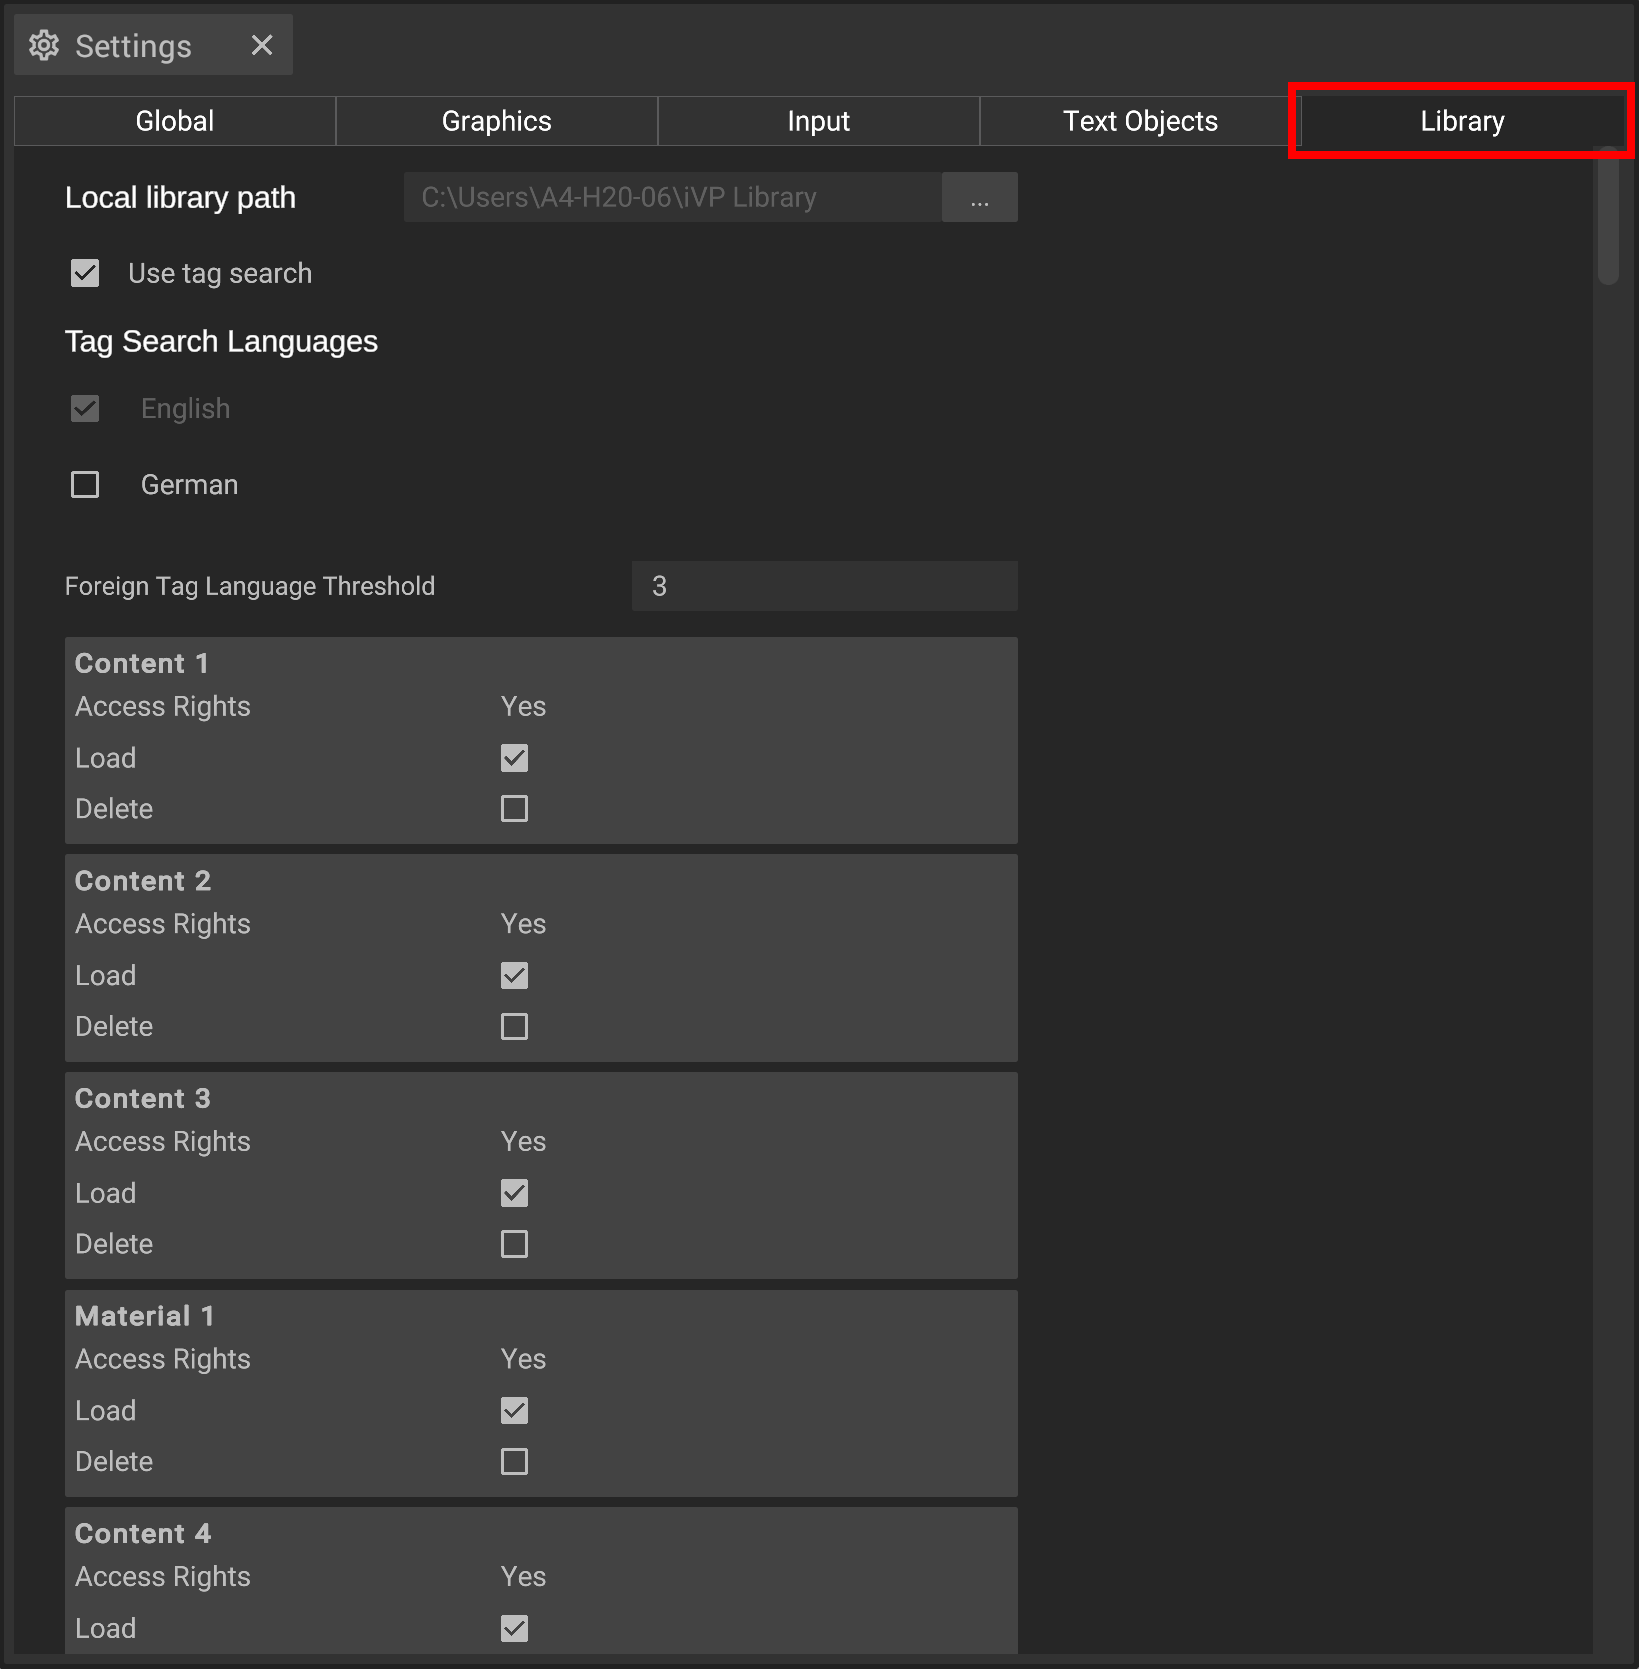 Settings
Global Graphics Input Text Objects Library
Local library path C:\Users\A4-H20-06\iVP Library ...
Use tag search
Tag Search Languages
English
German
Foreign Tag Language Threshold 3
Content 1
Access Rights Yes
Load
Delete
Content 2
Access Rights Yes
Load
Delete
Content 3
Access Rights Yes
Load
Delete
Material 1
Access Rights Yes
Load
Delete
Content 4
Access Rights Yes
Load